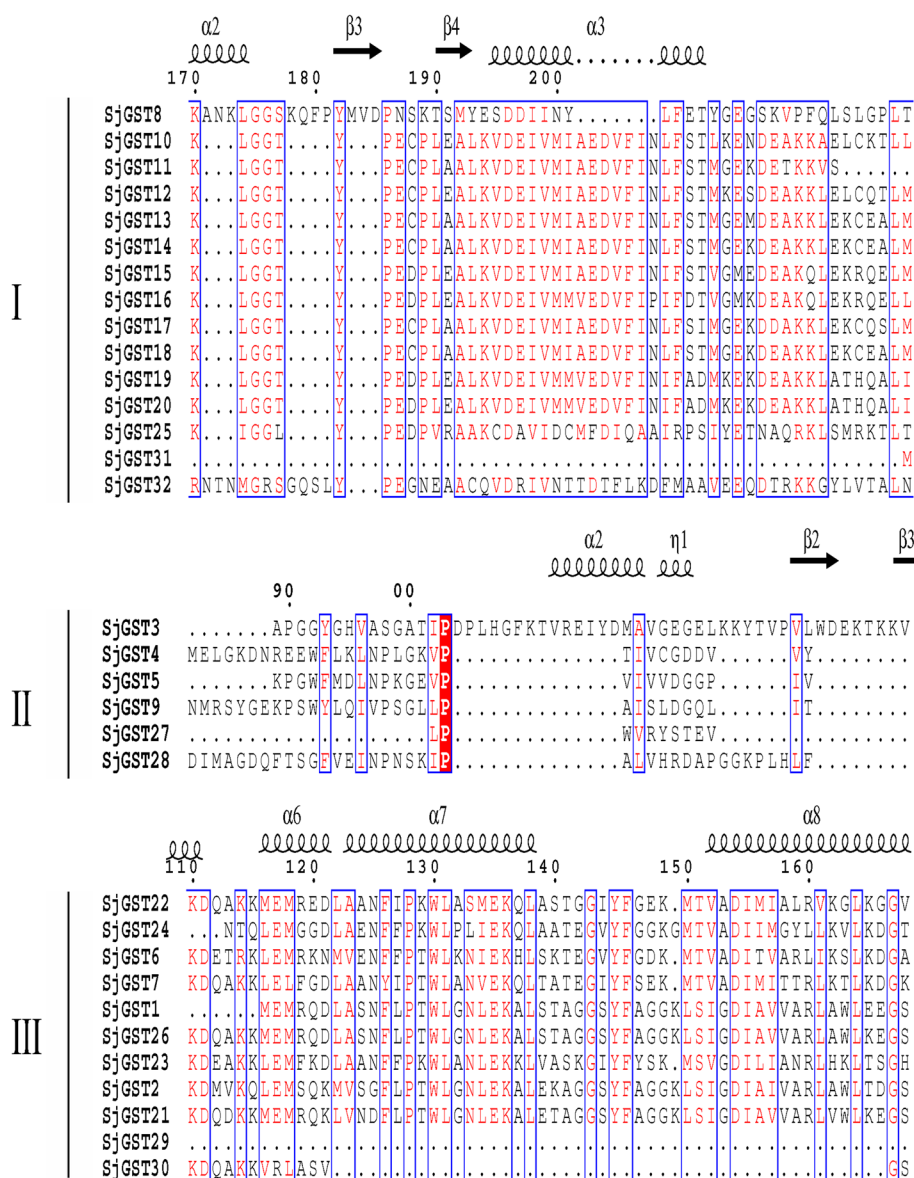 α2 β3 β4 α3
170 180 190 200
SjGST8 KANKLGGSKQFPYMVDPNSKTSMYESDDIINY.......LFETYGEGSKVPFQLSLGPLT
SjGST10 K...LGGT....Y...PECPLEALKVDEIVMIAEDVFINLFSTLKENDEAKKAELCKTLL
SjGST11 K...LGGT....Y...PECPLAALKVDEIVMIAEDVFINLFSTMGEKDETKKVS......
SjGST12 K...LGGT....Y...PECPLEALKVDEIVMIAEDVFINLFSTMKESDEAKKLELCQTLM
SjGST13 K...LGGT....Y...PECPLEALKVDEIVMIAEDVFINLFSTMGEMDEAKKLEKCEALM
SjGST14 K...LGGT....Y...PECPLAALKVDEIVMIAEDVFINLFSTMGEKDEAKKLEKCEALM
SjGST15 K...LGGT....Y...PEDPLEALKVDEIVMIAEDVFINIFSTVGMEDEAKQLEKRQELM
SjGST16 K...LGGT....Y...PEDPLEALKVDEIVMMVEDVFIPIFDTVGMKDEAKQLEKRQELL
SjGST17 K...LGGT....Y...PECPLAALKVDEIVMIAEDVFINLFSIMGEKDDAKKLEKCQSLM
SjGST18 K...LGGT....Y...PECPLAALKVDEIVMIAEDVFINLFSTMGEKDEAKKLEKCEALM
SjGST19 K...LGGT....Y...PEDPLEALKVDEIVMMVEDVFINIFADMKEKDEAKKLATHQALI
SjGST20 K...LGGT....Y...PEDPLEALKVDEIVMMVEDVFINIFADMKEKDEAKKLATHQALI
SjGST25 K...IGGL....Y...PEDPVRAAKCDAVIDCMFDIQAAIRPSIYETNAQRKLSMRKTLT
SjGST31 ...........................................................M
SjGST32 RNTNMGRSGQSLY...PEGNEAACQVDRIVNTTDTFLKDFMAAVEEQDTRKKGYLVTALN
I
α2 η1 β2 β3
90 00
SjGST3 .......APGGYGHVASGATIPDPLHGFKTVREIYDMAVGEGELKKYTVPVLWDEKTKKV
SjGST4 MELGKDNREEWFLKLNPLGKVP..............TIVCGDDV......VY........
SjGST5 .......KPGWFMDLNPKGEVP..............VIVVDGGP......IV........
SjGST9 NMRSYGEKPSWYLQIVPSGLLP..............AISLDGQL......IT........
SjGST27 ....................LP..............WVRYSTEV................
SjGST28 DIMAGDQFTSGFVEINPNSKIP..............ALVHRDAPGGKPLHLF........
II
α6 α7 α8
110 120 130 140 150 160
SjGST22 KDQAKKMEMREDLAANFIPKWLASMEKQLASTGGIYFGEK.MTVADIMIALRVKGLKGGV
SjGST24 ...NTQLEMGGDLAENFFPKWLPLIEKQLAATEGVYFGGKGMTVADIIMGYLLKVLKDGT
SjGST6 KDETRKLEMRKNMVENFFPTWLKNIEKHLSKTEGVYFGDK.MTVADITVARLIKSLKDGA
SjGST7 KDQAKKLELFGDLAANYIPTWLANVEKQLTATEGIYFSEK.MTVADIMITTRLKTLKDGK
SjGST1 ......MEMRQDLASNFLPTWLGNLEKALSTAGGSYFAGGKLSIGDIAVVARLAWLEEGS
SjGST26 KDQAKKMEMRQDLASNFLPTWLGNLEKALSTAGGSYFAGGKLSIGDIAVVARLAWLKEGS
SjGST23 KDEAKKLEMFKDLAANFFPKWLANLEKKLVASKGIYFYSK.MSVGDILIANRLHKLTSGH
SjGST2 KDMVKQLEMSQKMVSGFLPTWLGNLEKALEKAGGSYFAGGKLSIGDIAIVARLAWLTDGS
SjGST21 KDQDKKMEMRQKLVNDFLPTWLGNLEKALETAGGSYFAGGKLSIGDIAVVARLVWLKEGS
SjGST29 ............................................................
SjGST30 KDQAKKVRLASV..............................................GS
III